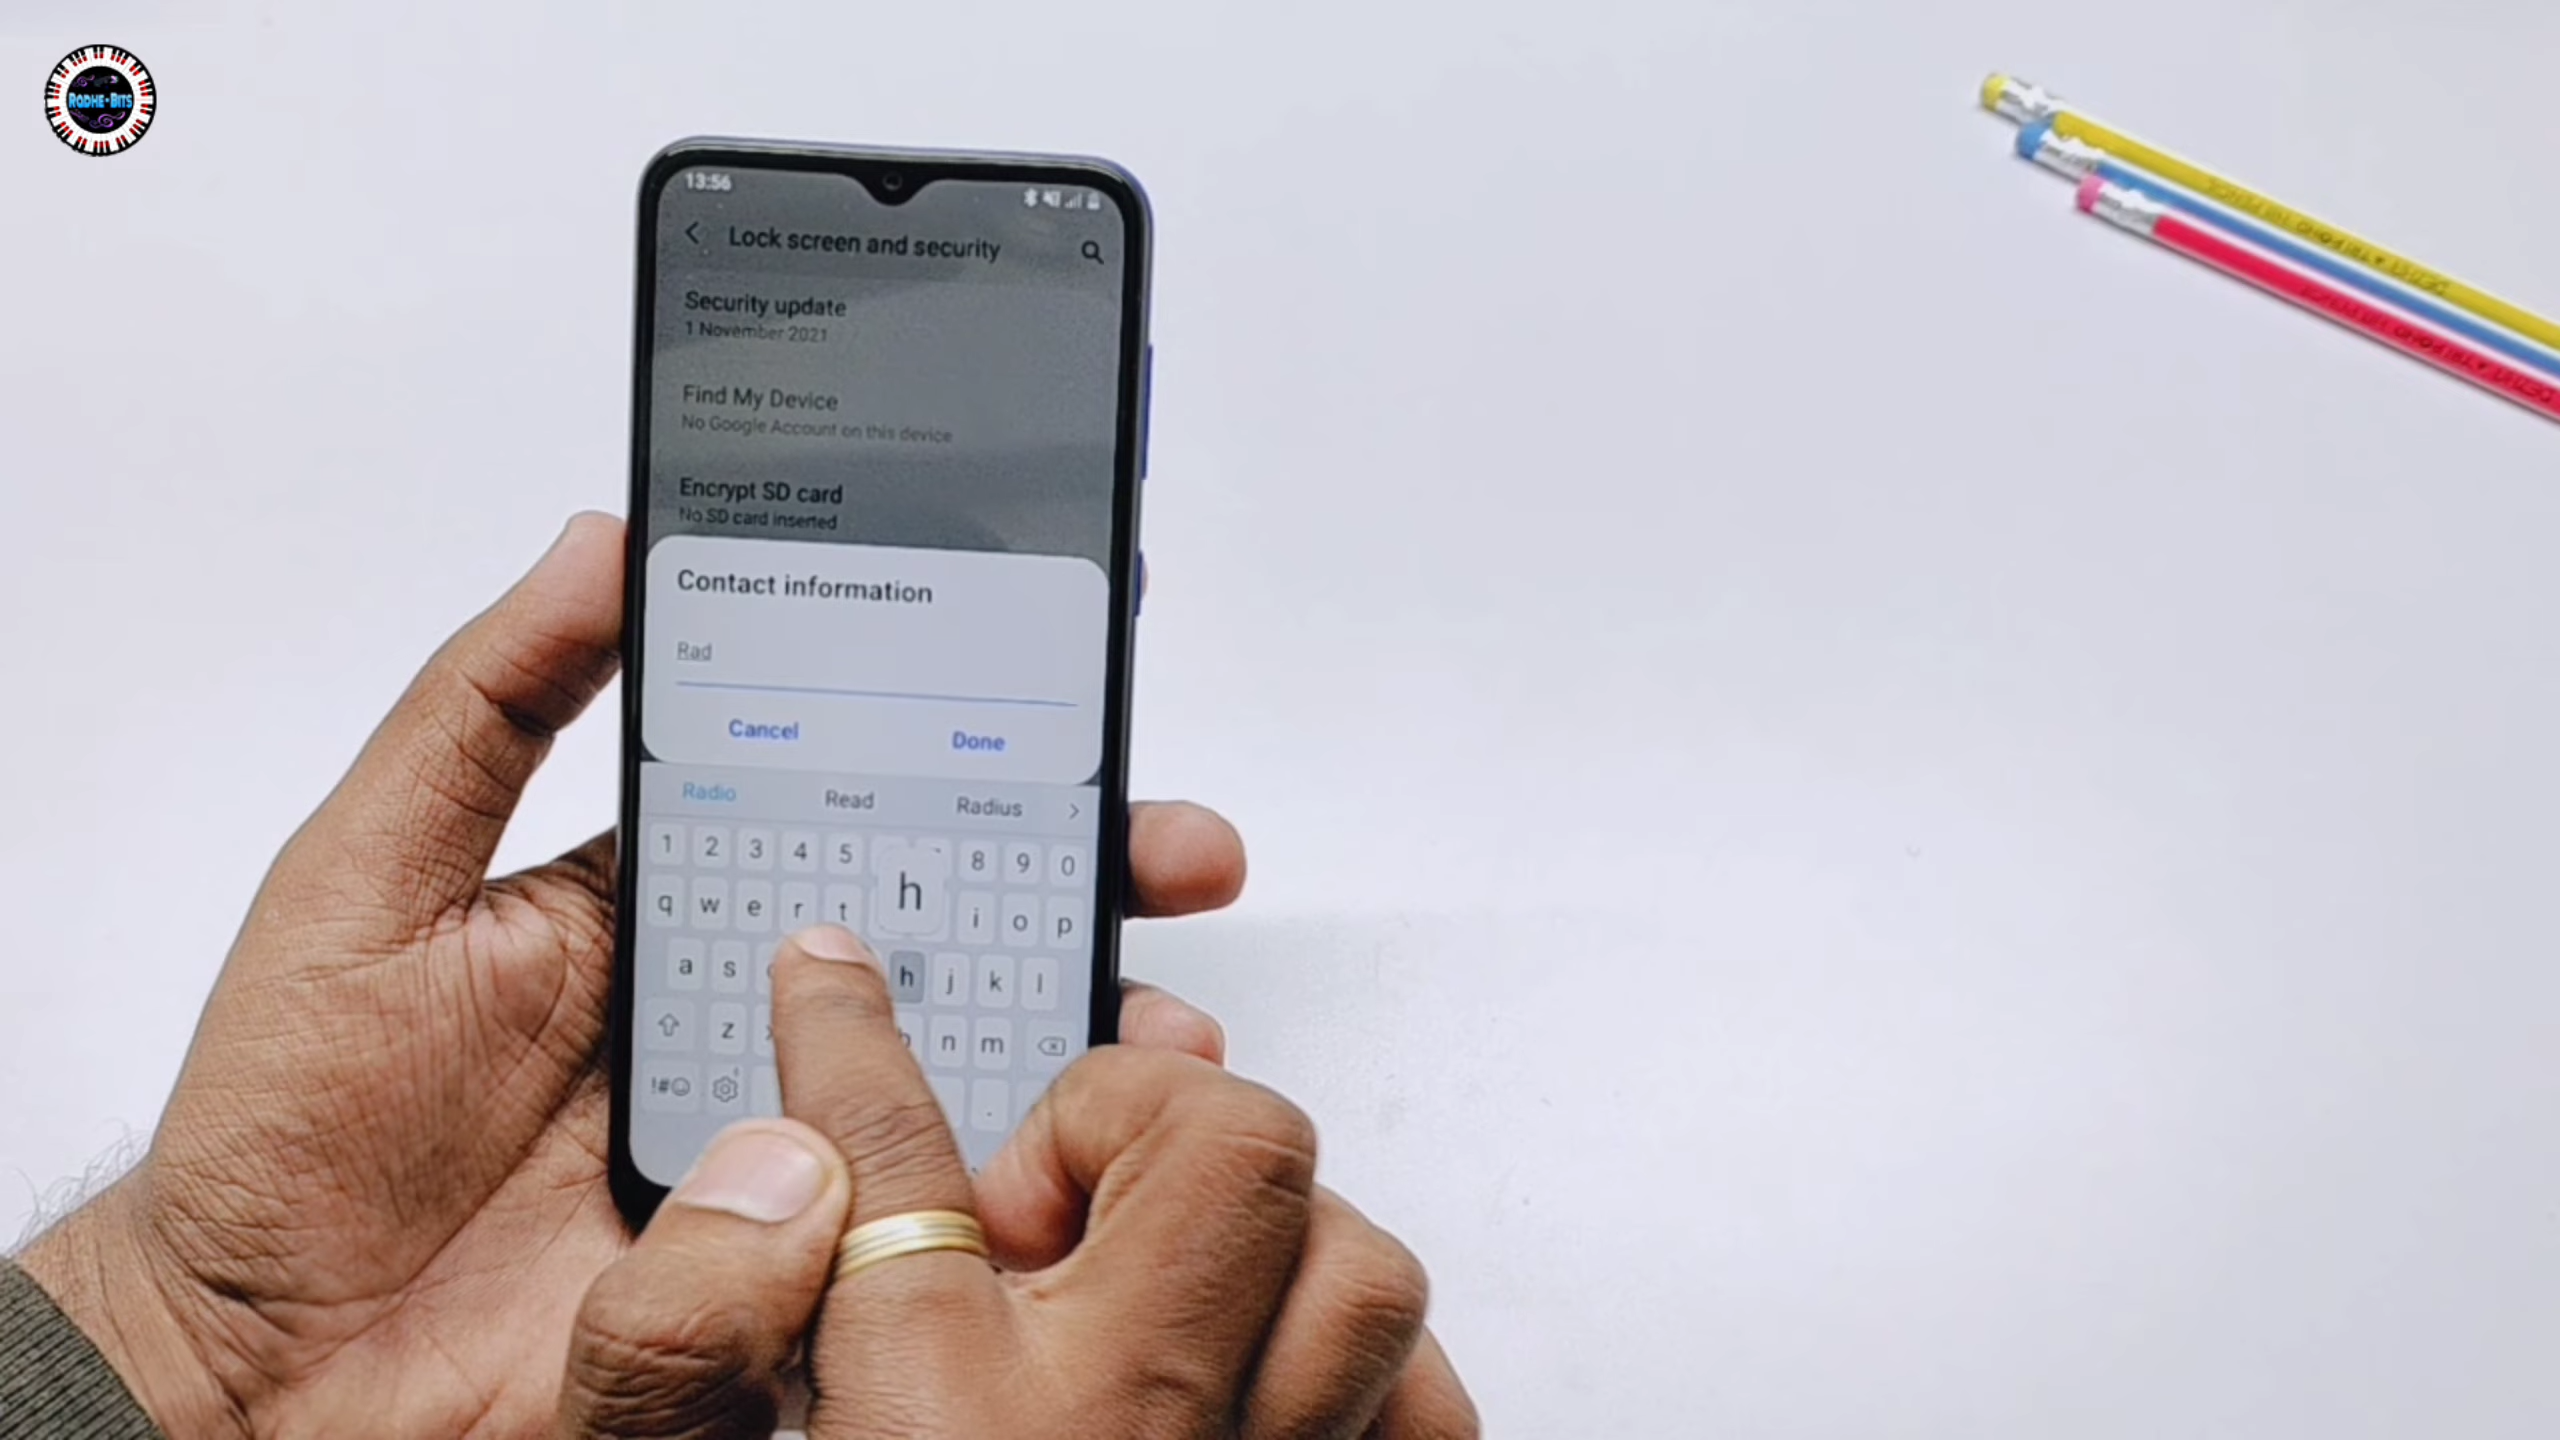 RADHE-BITS
13:56
Lock screen and security
Security update
1 November 2021
Find My Device
No Google Account on this device
Encrypt SD card
No SD card inserted
Contact information
Rad
Cancel Done
Radio Read Radius >
1 2 3 4 5 8 9 0
h
q w e r t i o p
a s h j k l
z n m
!#☺ .